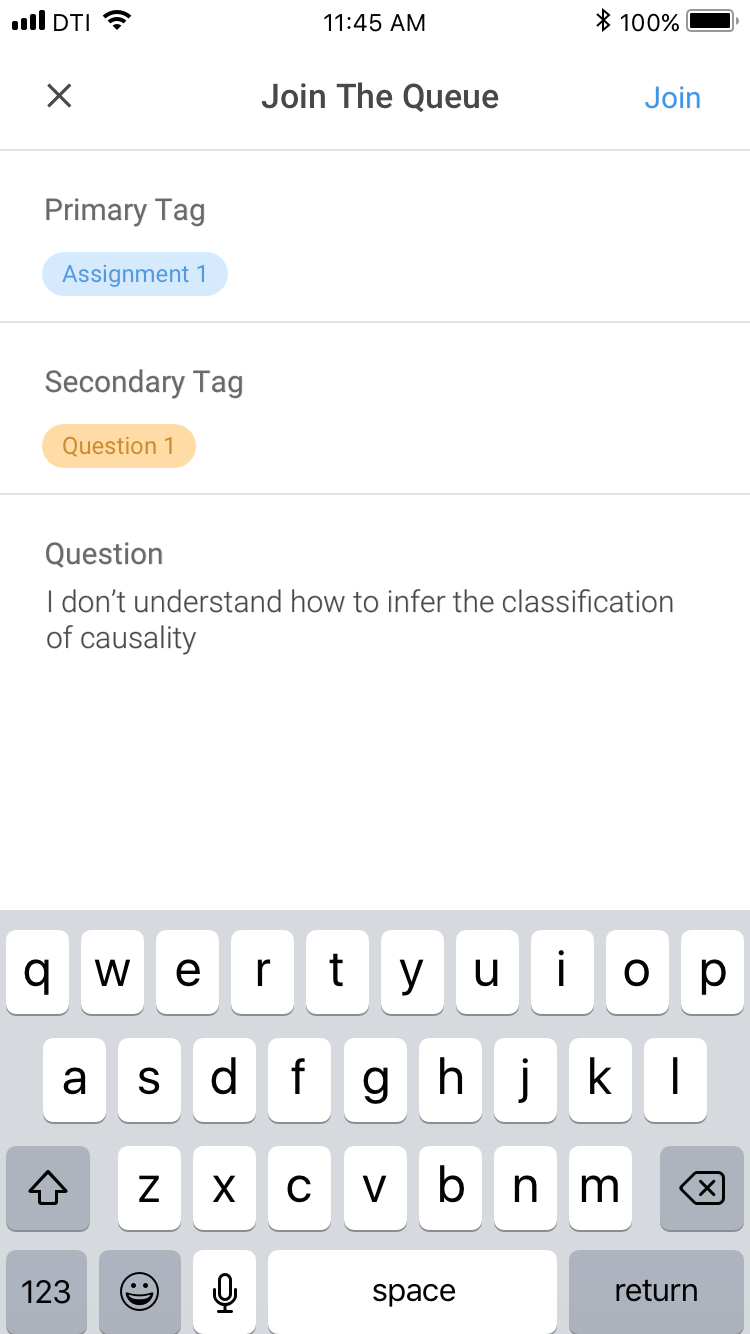 DTI 11:45 AM 100%
Join The Queue Join
Primary Tag
Assignment 1
Secondary Tag
Question 1
Question
I don’t understand how to infer the classification
of causality
q w e r t y u i o p
a s d f g h j k l
z x c v b n m
123 space return